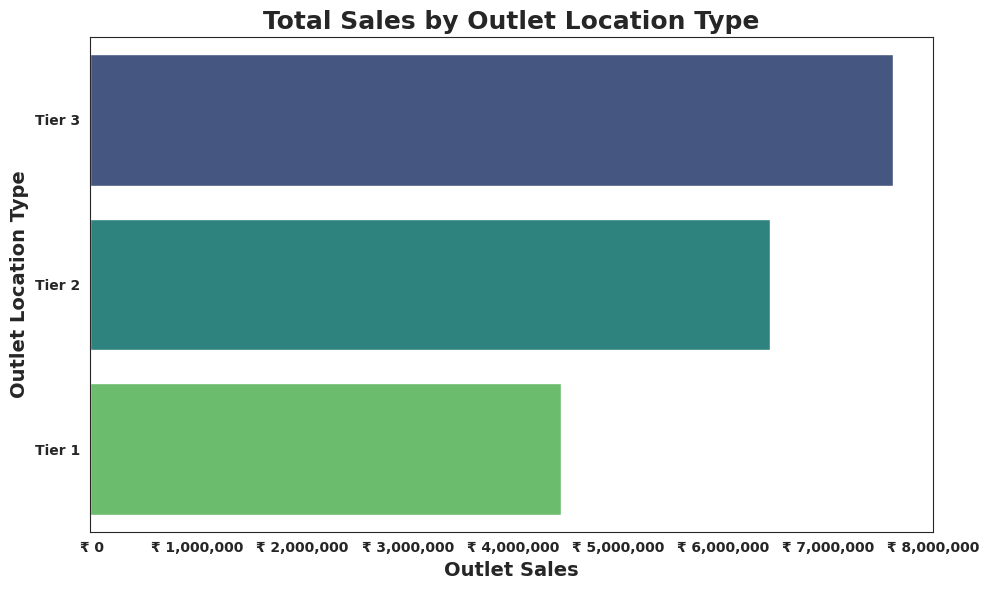 Total Sales by Outlet Location Type
Outlet Location Type
Tier 3
Tier 2
Tier 1
₹ 0 ₹ 1,000,000 ₹ 2,000,000 ₹ 3,000,000 ₹ 4,000,000 ₹ 5,000,000 ₹ 6,000,000 ₹ 7,000,000 ₹ 8,000,000
Outlet Sales